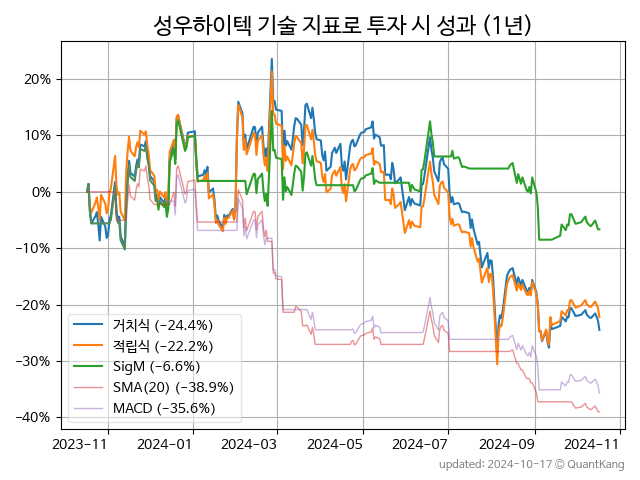 성우하이텍 기술 지표로 투자 시 성과 (1년)
20%
10%
0%
−10%
−20%
−30%
−40%
거치식 (−24.4%)
적립식 (−22.2%)
SigM (−6.6%)
SMA(20) (−38.9%)
MACD (−35.6%)
2023-11
2024-01
2024-03
2024-05
2024-07
2024-09
2024-11
updated: 2024-10-17 © QuantKang